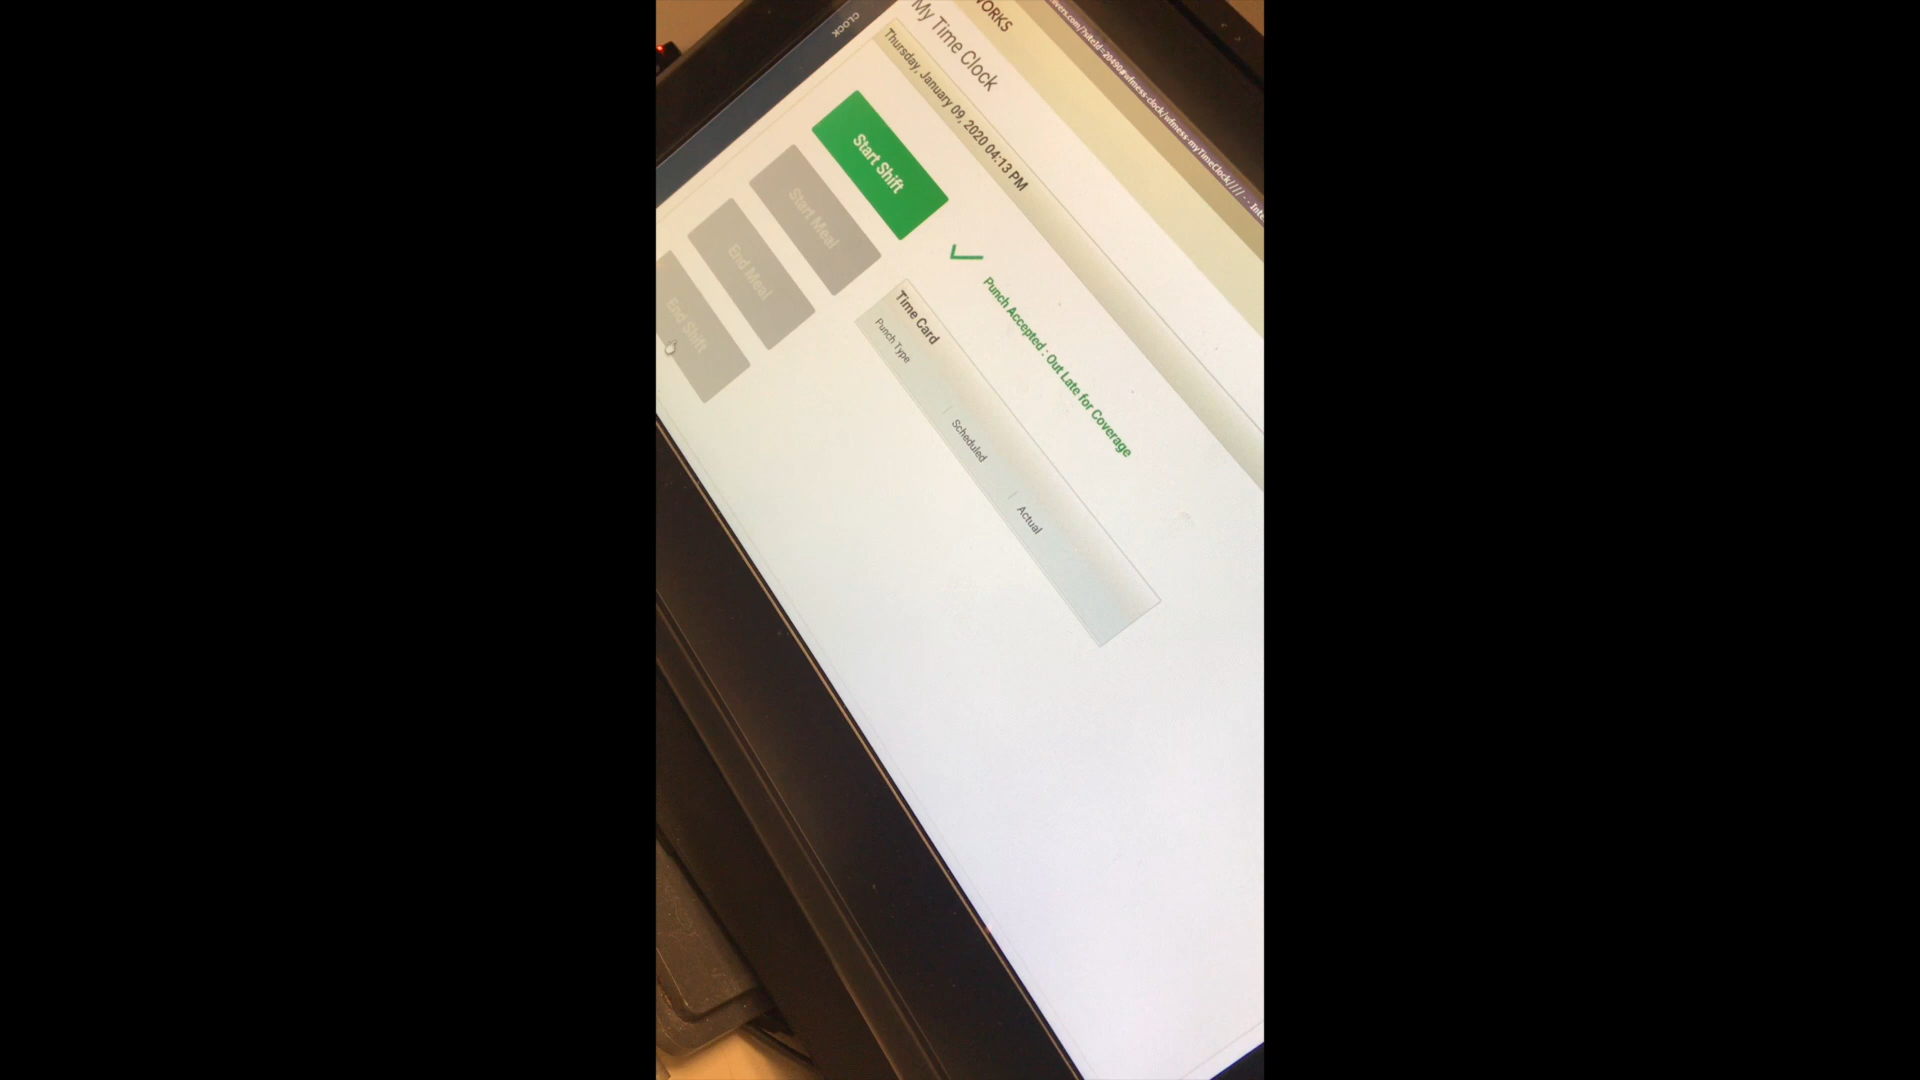 My Time Clock
Thursday, January 09, 2020 04:13 PM
CLOCK
Start Shift
Start Meal
End Meal
End Shift
Punch Accepted : Out Late for Coverage
Time Card
Punch Type
Scheduled
Actual